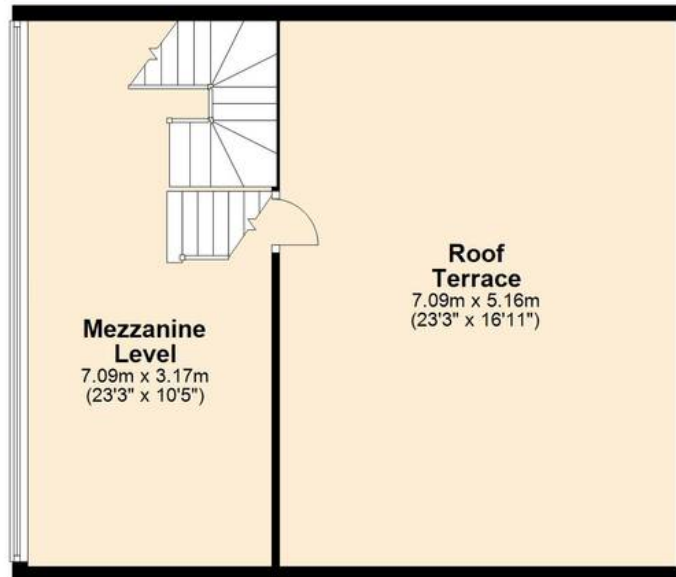 Mezzanine
Level
7.09m x 3.17m
(23'3" x 10'5")
Roof
Terrace
7.09m x 5.16m
(23'3" x 16'11")